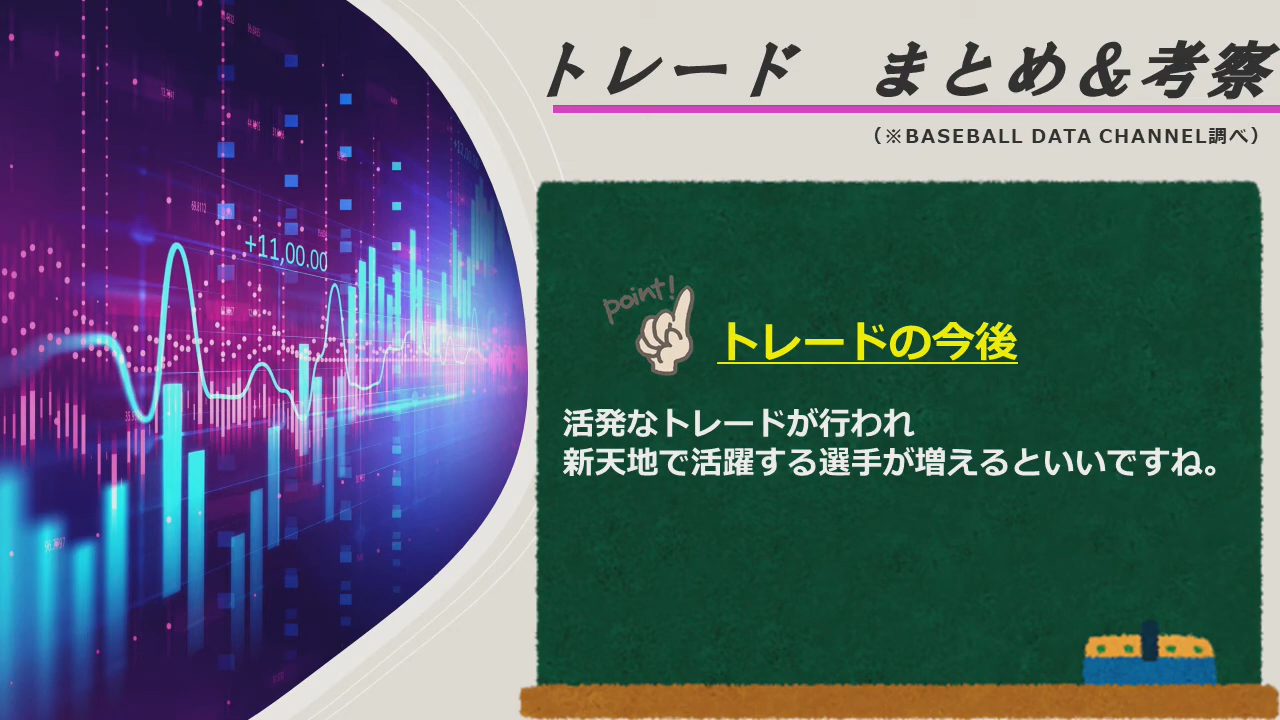 トレード　まとめ＆考察
（※BASEBALL DATA CHANNEL調べ）
+11,00.00
point!
トレードの今後
活発なトレードが行われ
新天地で活躍する選手が増えるといいですね。